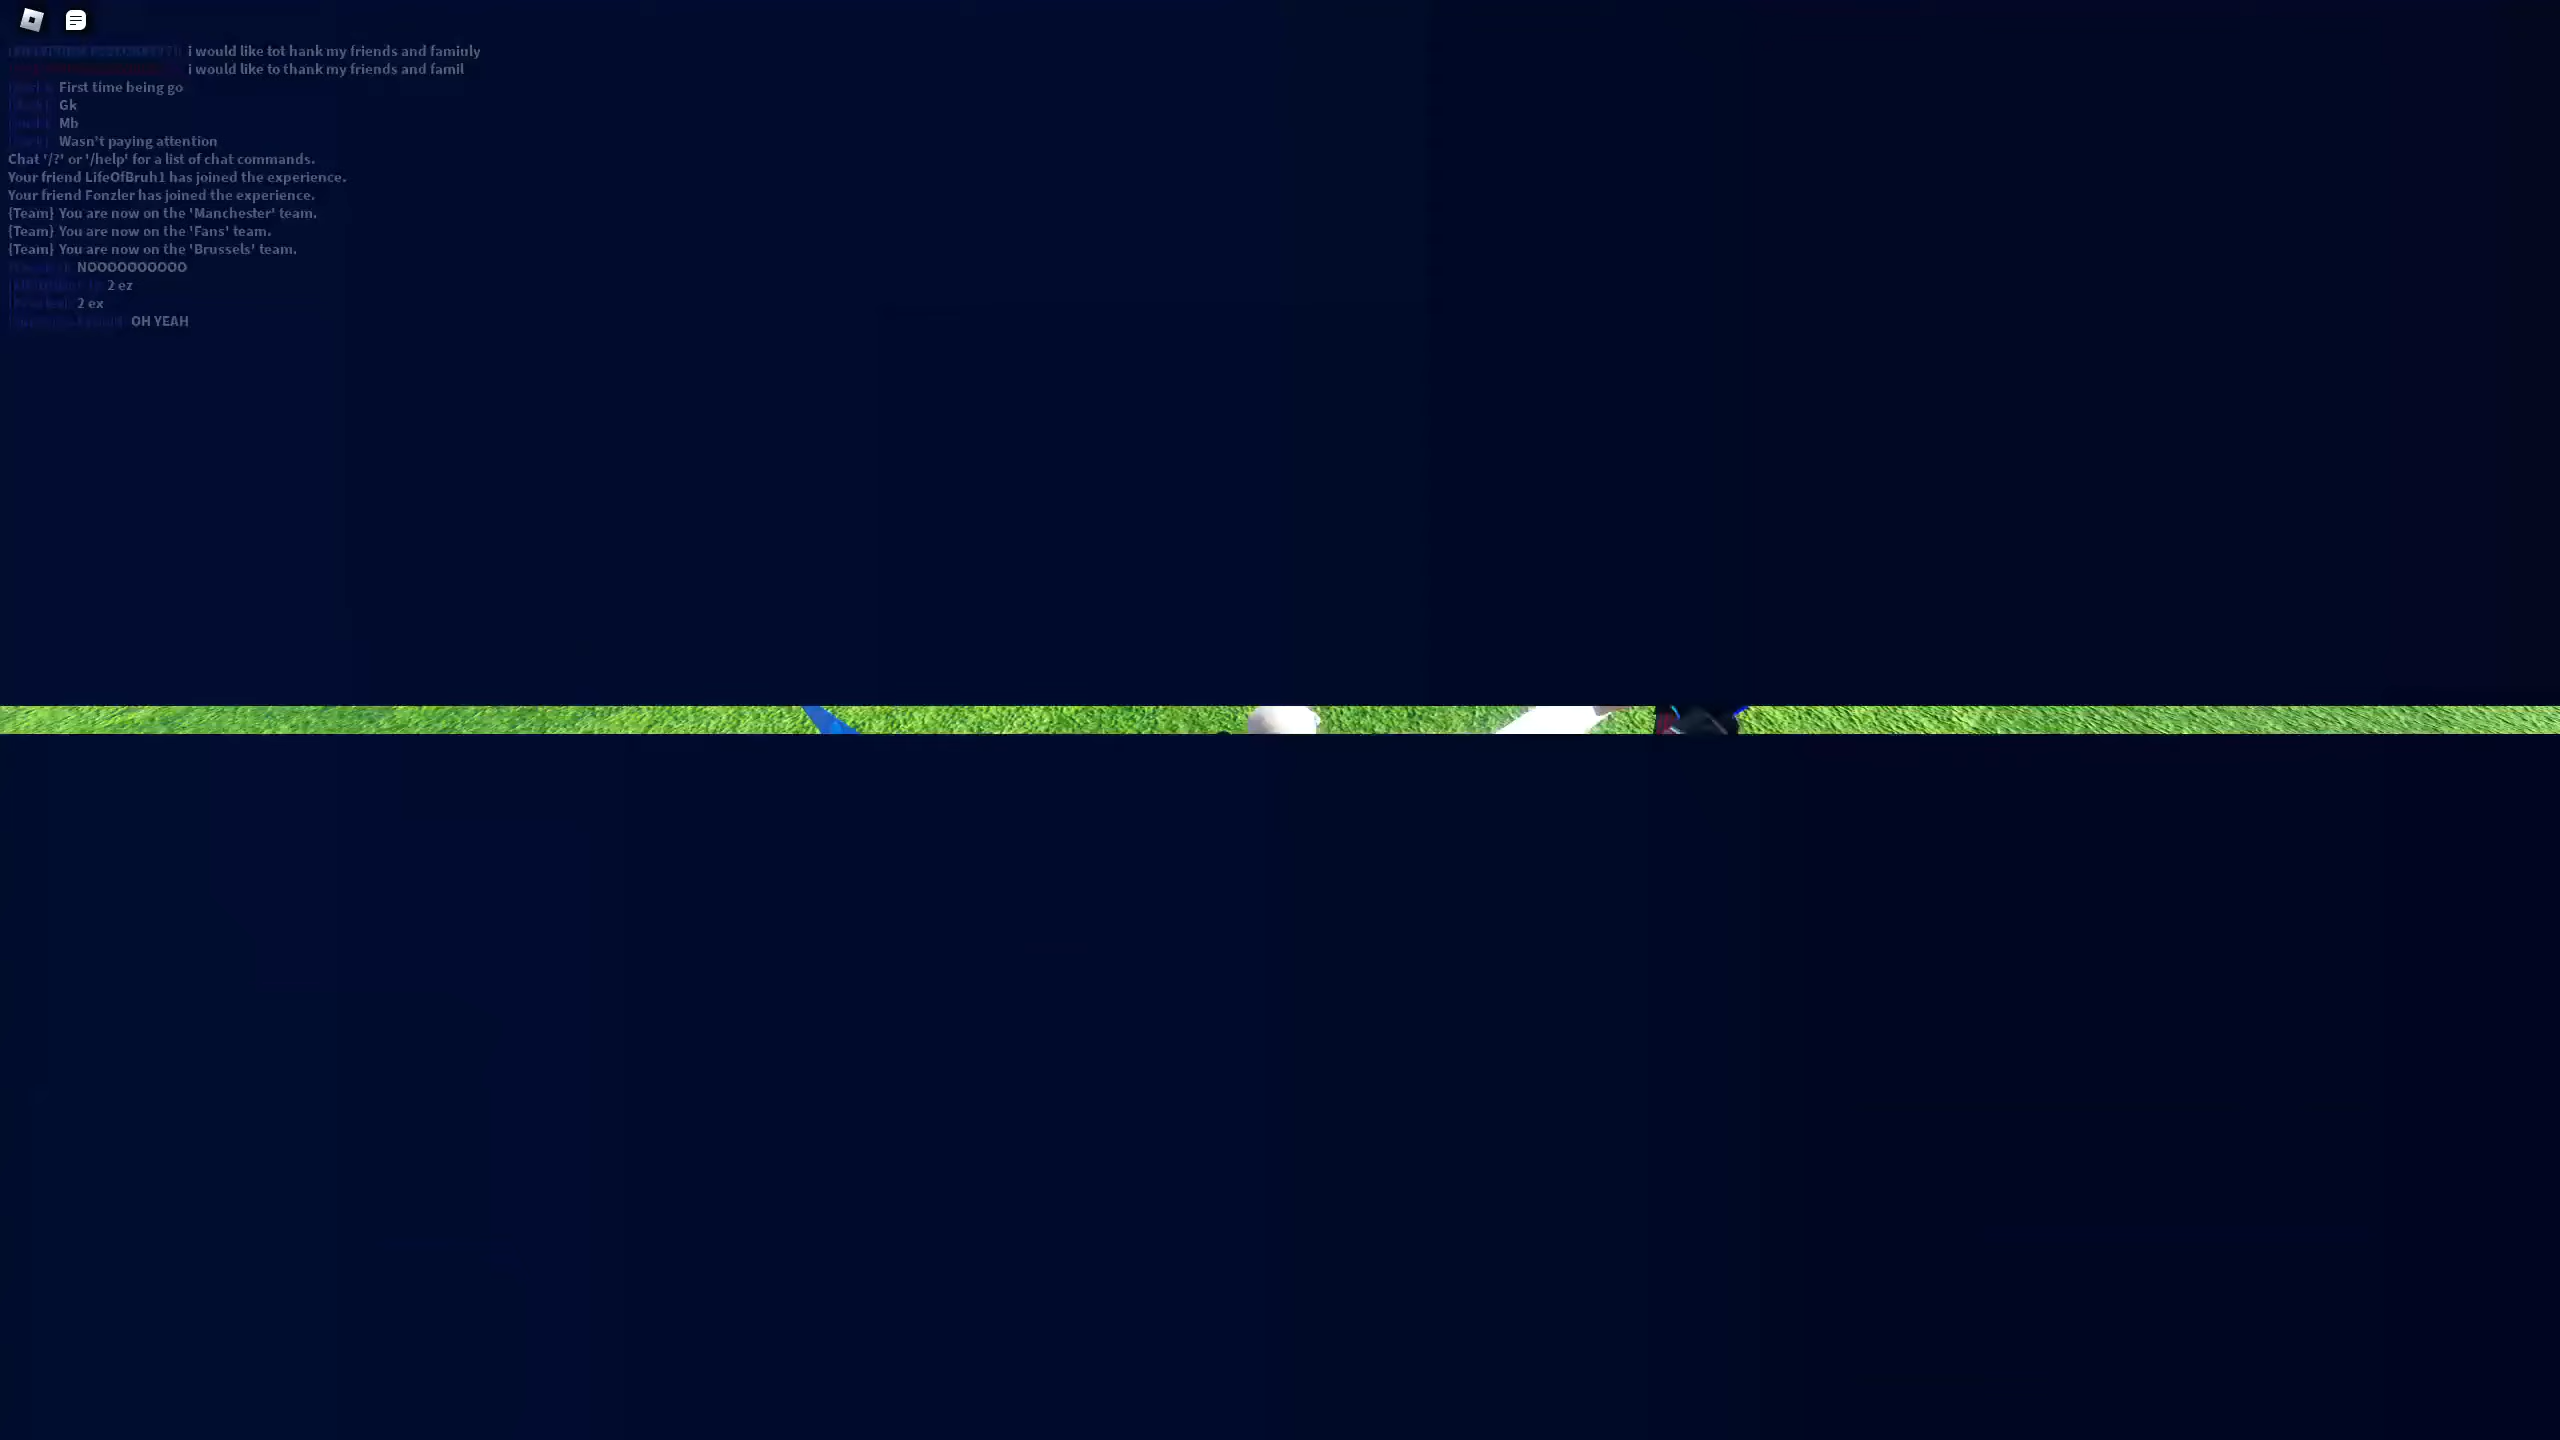 i would like tot hank my friends and famiuly
i would like to thank my friends and famil
First time being go
Gk
Mb
Wasn't paying attention
Chat '/?' or '/help' for a list of chat commands.
Your friend LifeOfBruh1 has joined the experience.
Your friend Fonzler has joined the experience.
{Team} You are now on the 'Manchester' team.
{Team} You are now on the 'Fans' team.
{Team} You are now on the 'Brussels' team.
NOOOOOOOOOO
2 ez
2 ex
OH YEAH